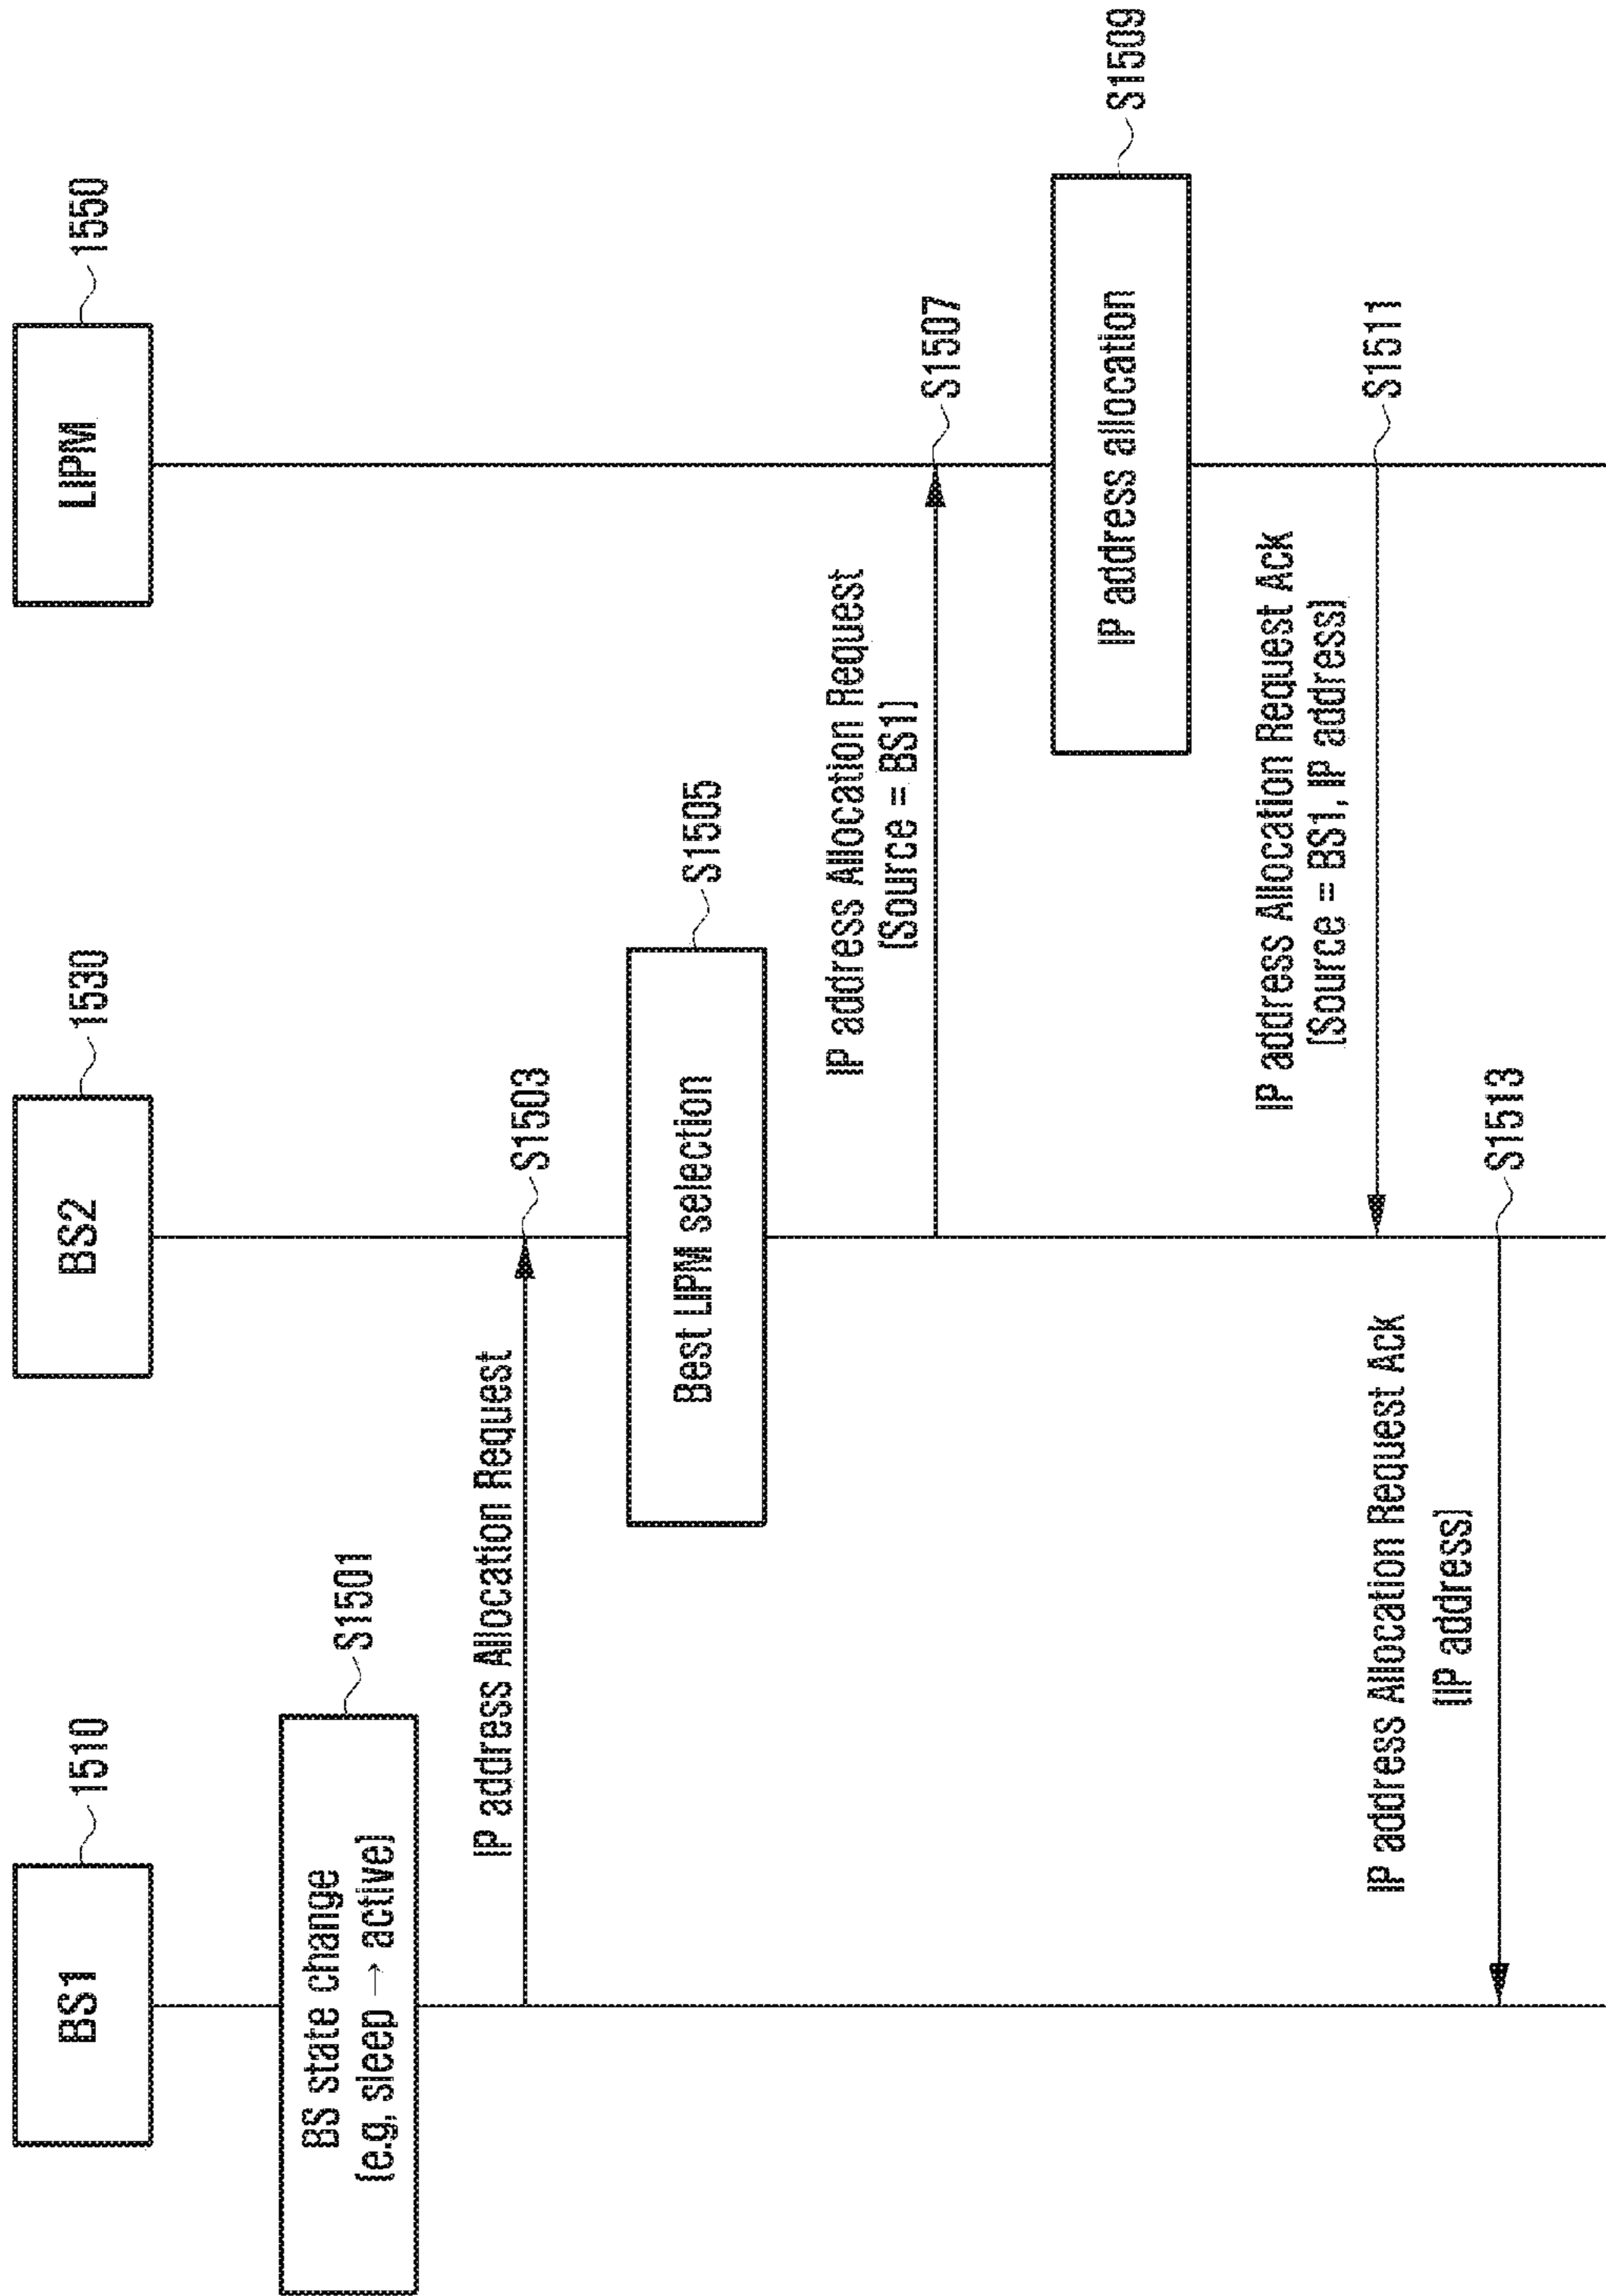 BS1
1510
BS2
1530
LIPM
1550
BS state change
(e.g, sleep → active)
S1501
IP address Allocation Request
S1503
Best LIPM selection
S1505
IP address Allocation Request
(Source = BS1)
S1507
IP address allocation
S1509
IP address Allocation Request Ack
(Source = BS1, IP address)
S1511
IP address Allocation Request Ack
(IP address)
S1513